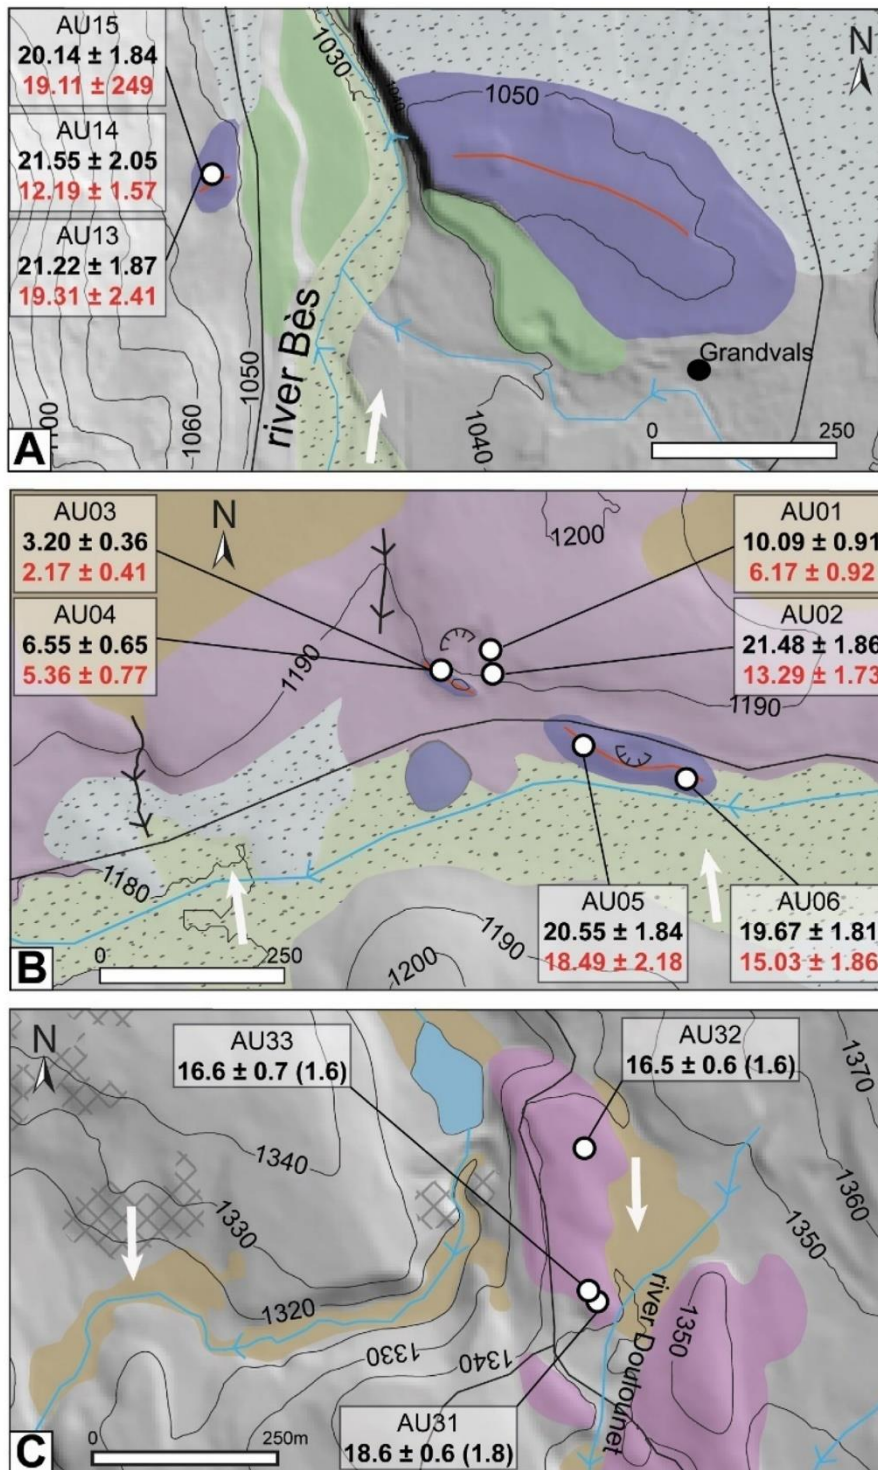 AU15
20.14 ± 1.84
19.11 ± 249
AU14
21.55 ± 2.05
12.19 ± 1.57
AU13
21.22 ± 1.87
19.31 ± 2.41
1030
1050
N
river Bès
1050
1060
1040
Grandvals
0 250
A
AU03
3.20 ± 0.36
2.17 ± 0.41
AU04
6.55 ± 0.65
5.36 ± 0.77
N
1200
AU01
10.09 ± 0.91
6.17 ± 0.92
AU02
21.48 ± 1.86
13.29 ± 1.73
1190
1190
1180
1190
1200
AU05
20.55 ± 1.84
18.49 ± 2.18
AU06
19.67 ± 1.81
15.03 ± 1.86
0 250
B
N
AU33
16.6 ± 0.7 (1.6)
AU32
16.5 ± 0.6 (1.6)
1370
1360
1350
1340
1330
1320
1330
1340
1350
river Doulounet
AU31
18.6 ± 0.6 (1.8)
0 250m
C